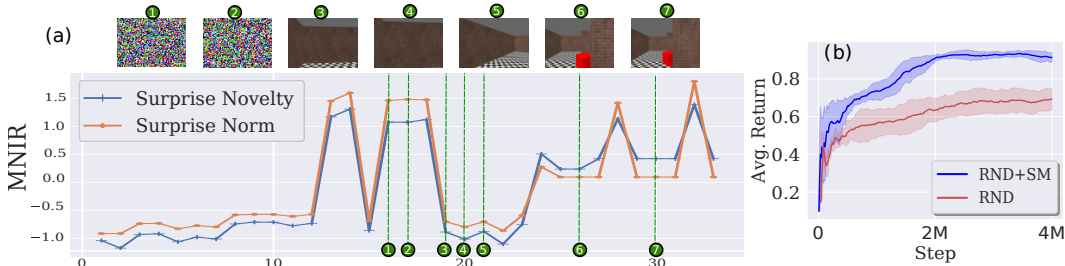 1 2 3 4 5 6 7
(a)
MNIR
1.5
1.0
0.5
0.0
−0.5
−1.0
Surprise Novelty
Surprise Norm
1 2 3 4 5 6 7
0 10 20 30
(b)
Avg. Return
0.8
0.6
0.4
0.2
RND+SM
RND
0 2M 4M
Step